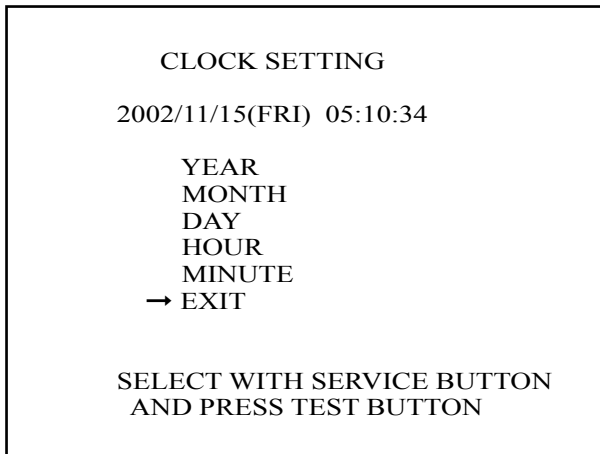 CLOCK SETTING
2002/11/15(FRI) 05:10:34
YEAR
MONTH
DAY
HOUR
MINUTE
→ EXIT
SELECT WITH SERVICE BUTTON
AND PRESS TEST BUTTON